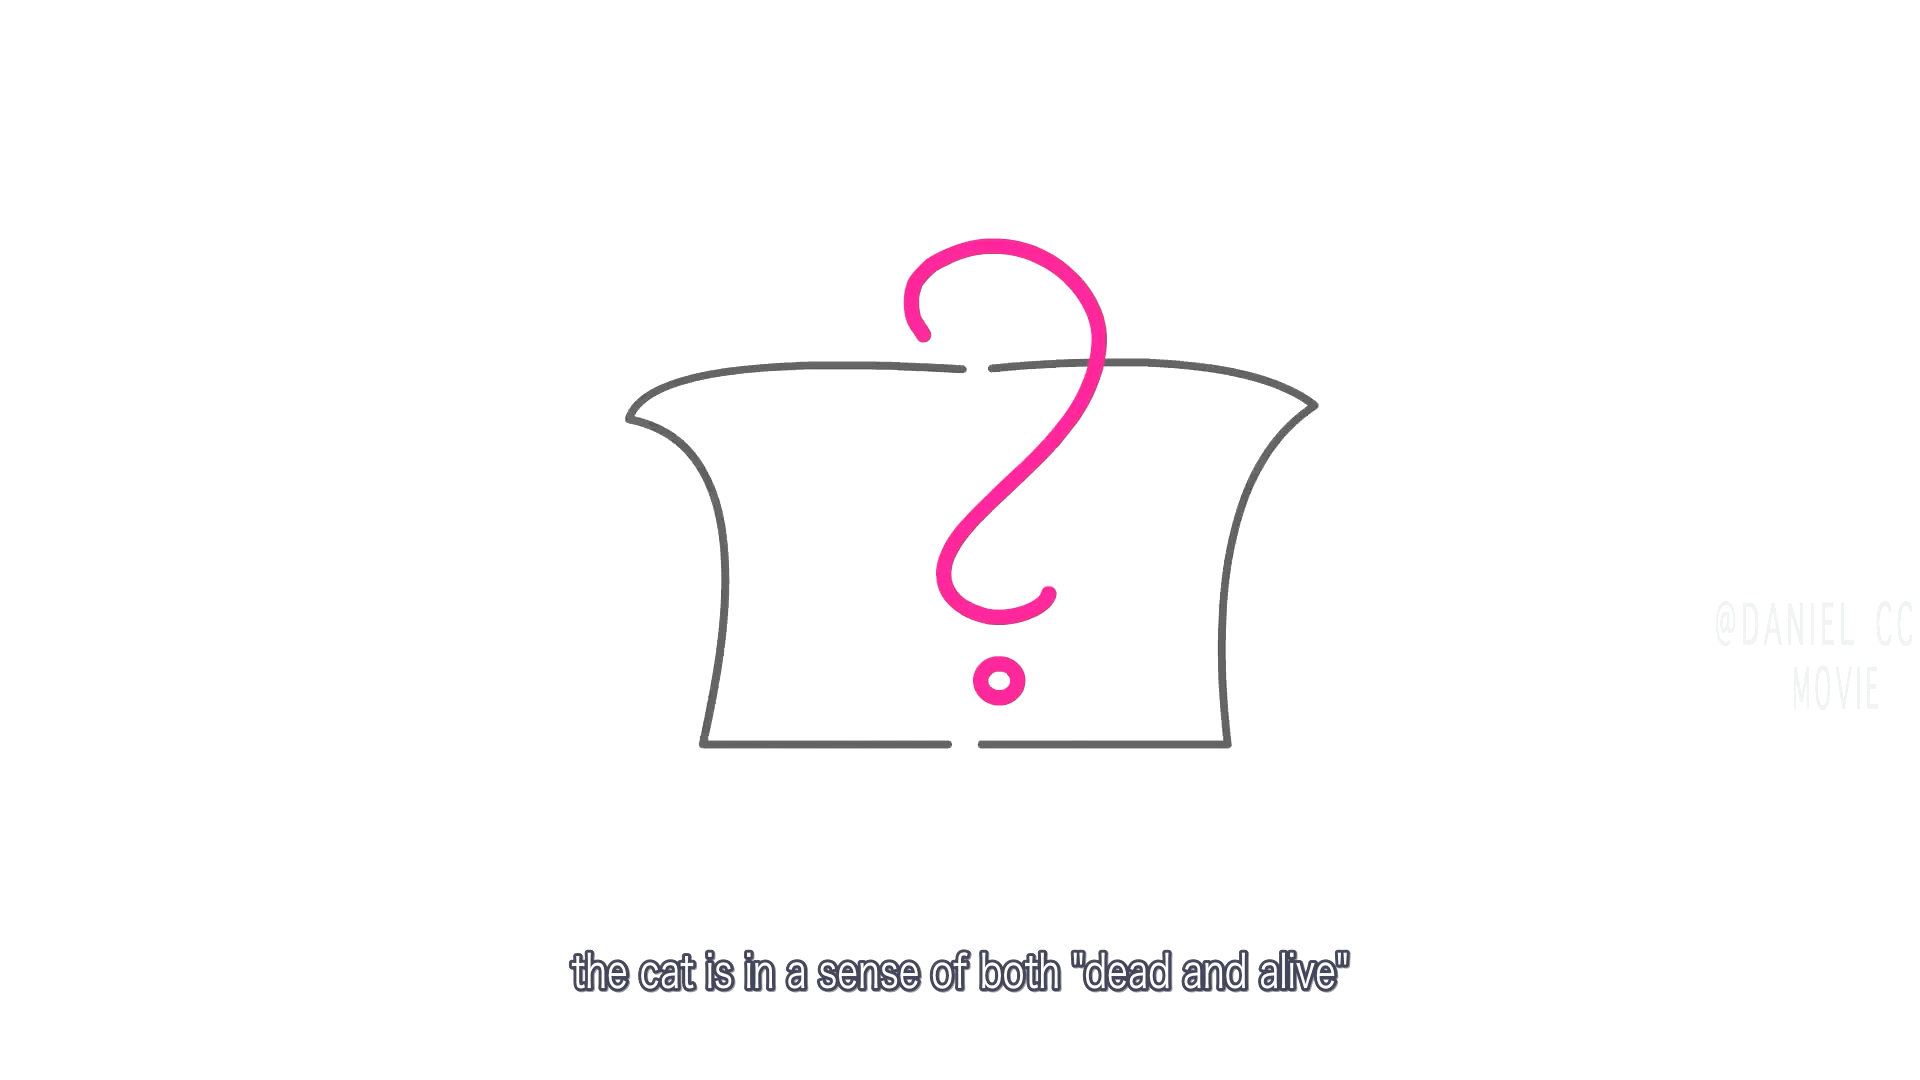 @DANIEL CC
MOVIE
the cat is in a sense of both "dead and alive"